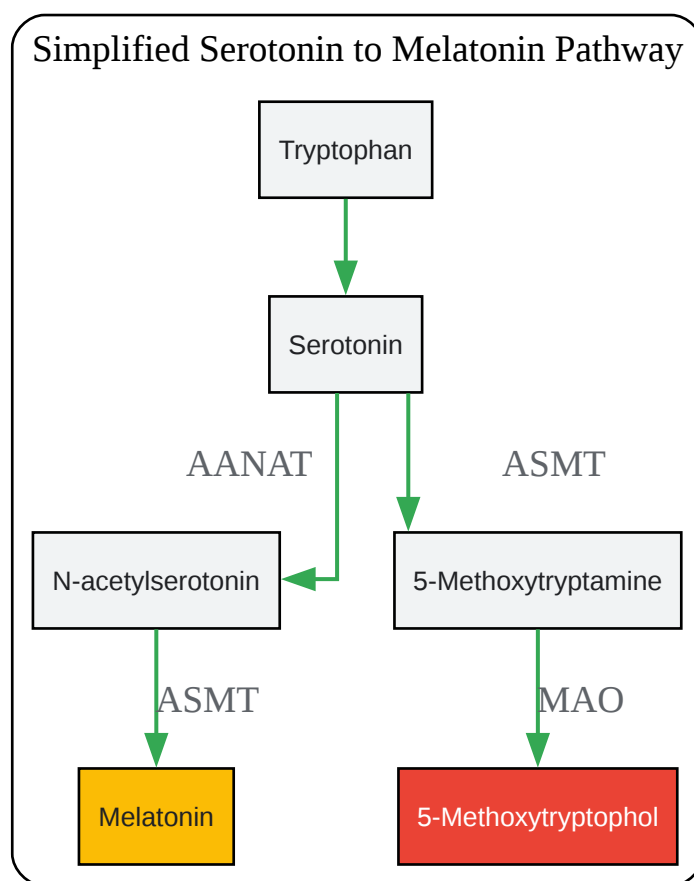 Simplified Serotonin to Melatonin Pathway
Tryptophan
Serotonin
AANAT
ASMT
N-acetylserotonin
5-Methoxytryptamine
ASMT
MAO
Melatonin
5-Methoxytryptophol